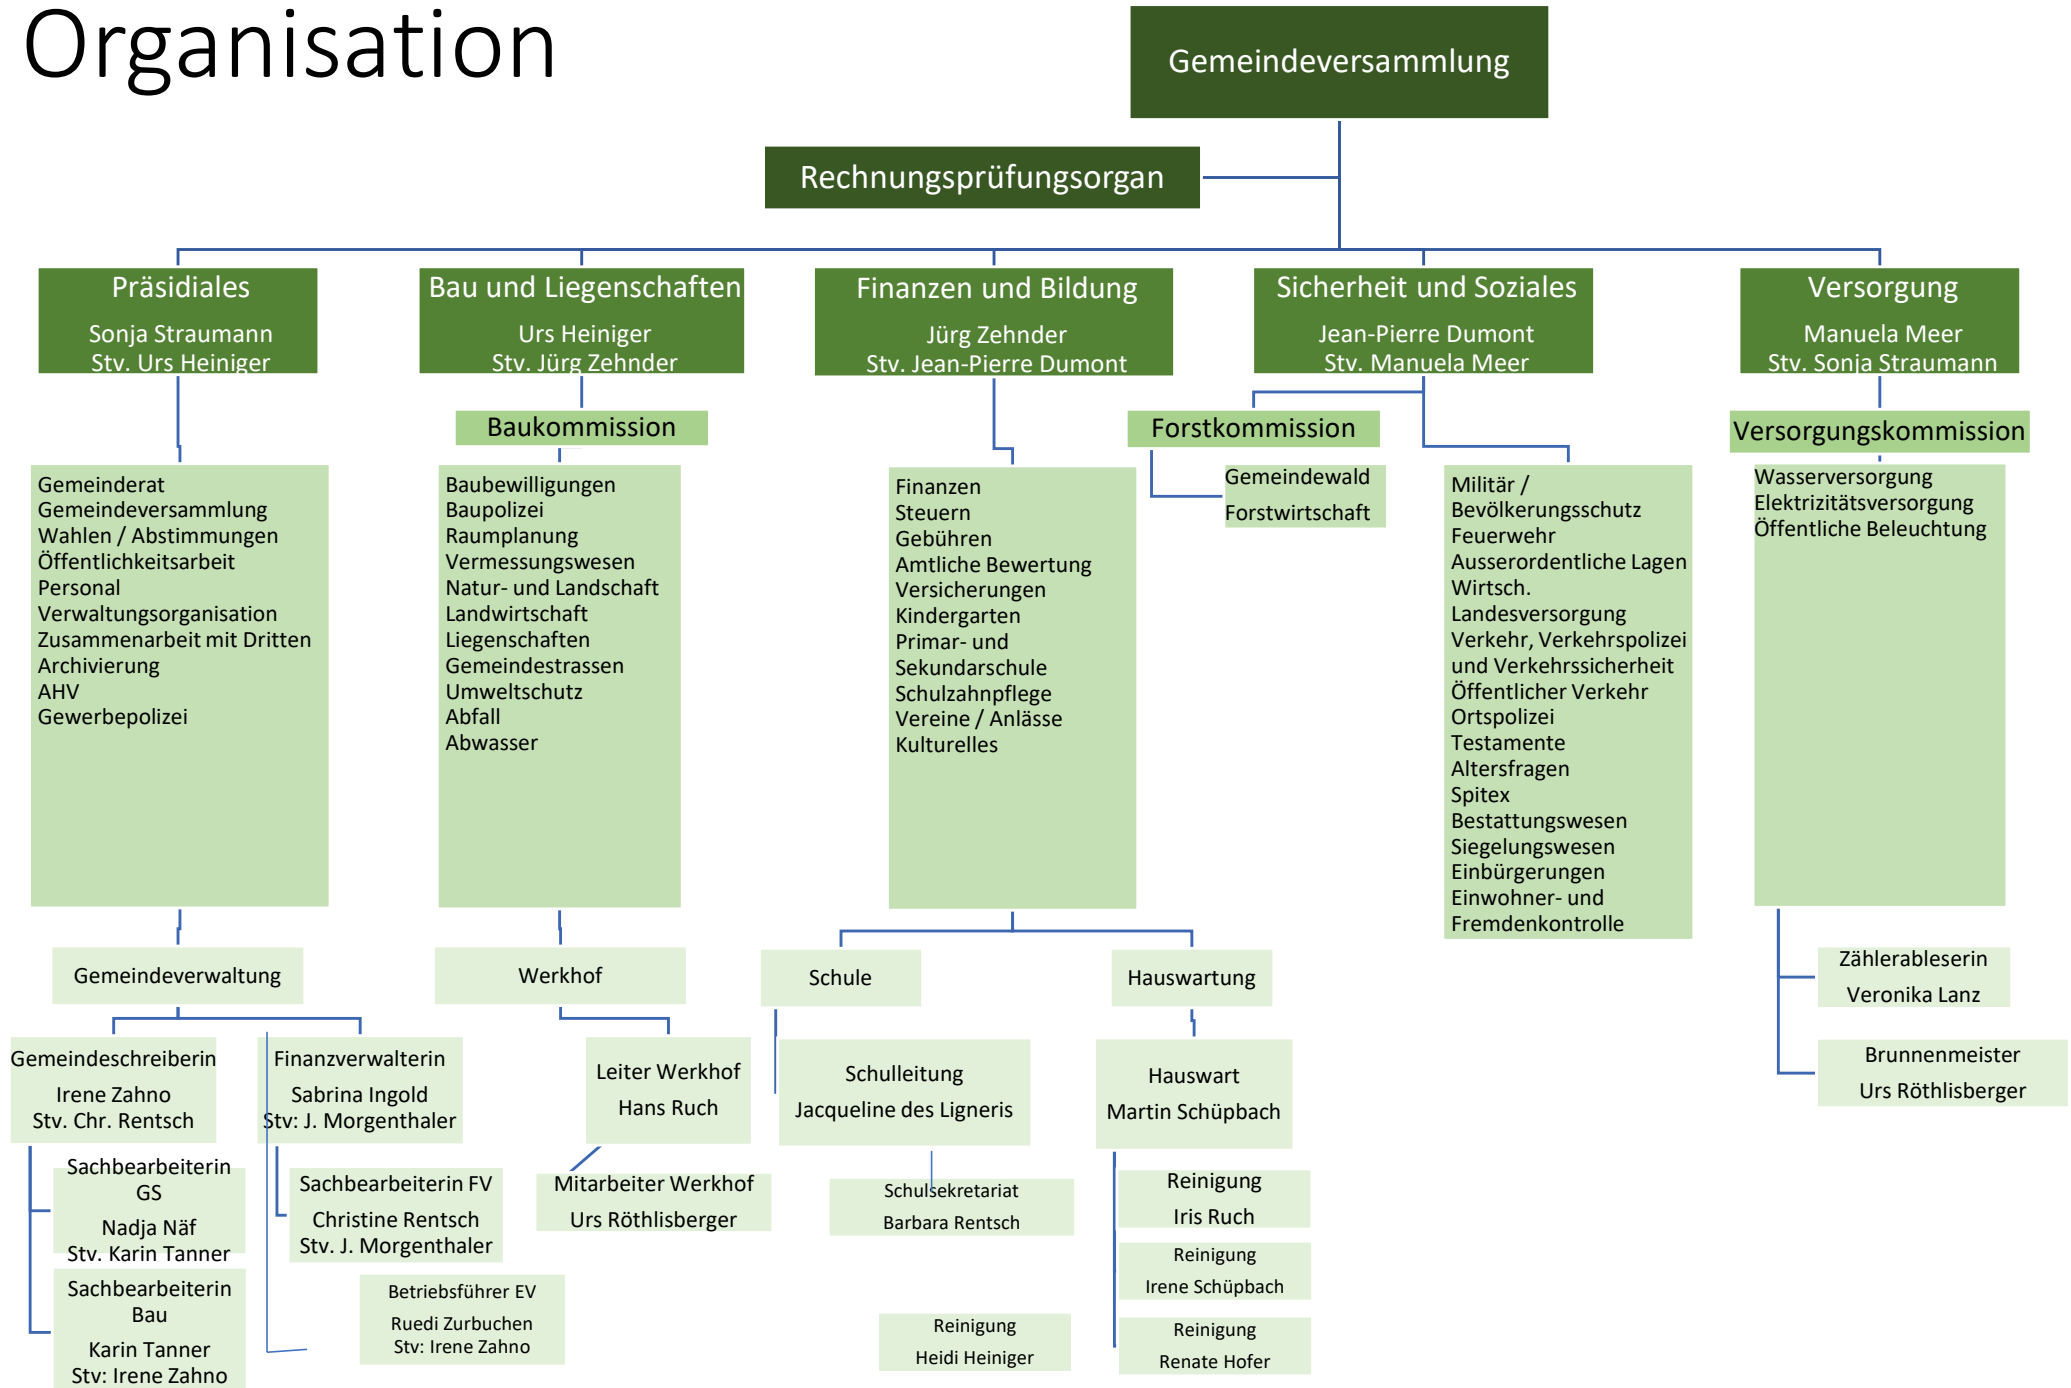 Organisation
Gemeindeversammlung
Rechnungsprüfungsorgan
Präsidiales
Sonja Straumann
Stv. Urs Heiniger
Bau und Liegenschaften
Urs Heiniger
Stv. Jürg Zehnder
Finanzen und Bildung
Jürg Zehnder
Stv. Jean-Pierre Dumont
Sicherheit und Soziales
Jean-Pierre Dumont
Stv. Manuela Meer
Versorgung
Manuela Meer
Stv. Sonja Straumann
Baukommission
Forstkommission
Versorgungskommission
Gemeinderat
Gemeindeversammlung
Wahlen / Abstimmungen
Öffentlichkeitsarbeit
Personal
Verwaltungsorganisation
Zusammenarbeit mit Dritten
Archivierung
AHV
Gewerbepolizei
Baubewilligungen
Baupolizei
Raumplanung
Vermessungswesen
Natur- und Landschaft
Landwirtschaft
Liegenschaften
Gemeindestrassen
Umweltschutz
Abfall
Abwasser
Finanzen
Steuern
Gebühren
Amtliche Bewertung
Versicherungen
Kindergarten
Primar- und
Sekundarschule
Schulzahnpflege
Vereine / Anlässe
Kulturelles
Gemeindewald
Forstwirtschaft
Militär /
Bevölkerungsschutz
Feuerwehr
Ausserordentliche Lagen
Wirtsch.
Landesversorgung
Verkehr, Verkehrspolizei
und Verkehrssicherheit
Öffentlicher Verkehr
Ortspolizei
Testamente
Altersfragen
Spitex
Bestattungswesen
Siegelungswesen
Einbürgerungen
Einwohner- und
Fremdenkontrolle
Wasserversorgung
Elektrizitätsversorgung
Öffentliche Beleuchtung
Gemeindeverwaltung
Werkhof
Schule
Hauswartung
Zählerableserin
Veronika Lanz
Brunnenmeister
Urs Röthlisberger
Gemeindeschreiberin
Irene Zahno
Stv. Chr. Rentsch
Finanzverwalterin
Sabrina Ingold
Stv: J. Morgenthaler
Leiter Werkhof
Hans Ruch
Schulleitung
Jacqueline des Ligneris
Hauswart
Martin Schüpbach
Sachbearbeiterin
GS
Nadja Näf
Stv. Karin Tanner
Sachbearbeiterin FV
Christine Rentsch
Stv. J. Morgenthaler
Mitarbeiter Werkhof
Urs Röthlisberger
Schulsekretariat
Barbara Rentsch
Reinigung
Iris Ruch
Reinigung
Irene Schüpbach
Sachbearbeiterin
Bau
Karin Tanner
Stv: Irene Zahno
Betriebsführer EV
Ruedi Zurbuchen
Stv: Irene Zahno
Reinigung
Heidi Heiniger
Reinigung
Renate Hofer